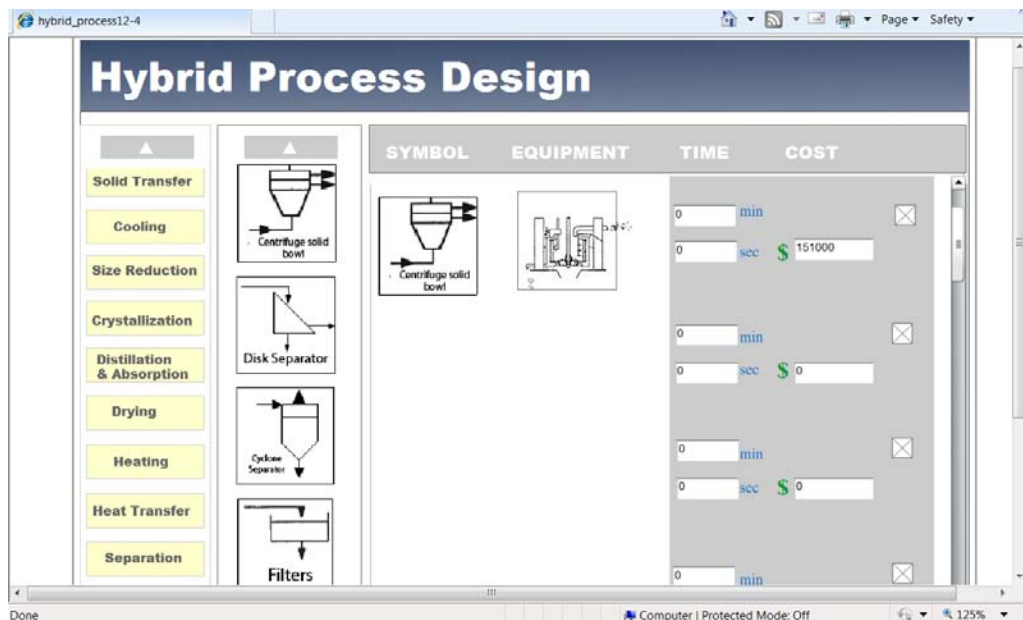 hybrid_process12-4
Page
Safety
Hybrid Process Design
SYMBOL EQUIPMENT TIME COST
Solid Transfer
Cooling
Size Reduction
Crystallization
Distillation
& Absorption
Drying
Heating
Heat Transfer
Separation
Centrifuge solid
bowl
Disk Separator
Cyclone
Separator
Filters
Centrifuge solid
bowl
0 min
0 sec $ 151000
0 min
0 sec $ 0
0 min
0 sec $ 0
0 min
Done
Computer | Protected Mode: Off
125%